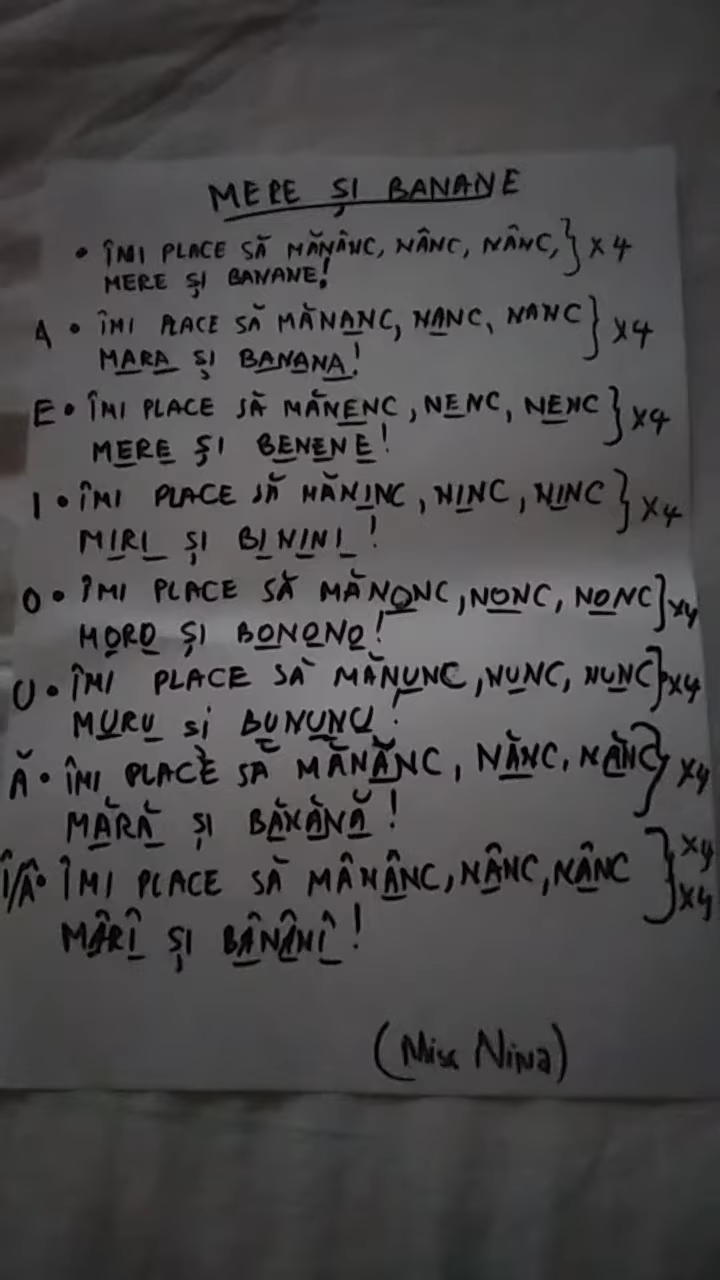 MERE ȘI BANANE
• ÎMI PLACE SĂ MĂNÂNC, NÂNC, NÂNC, } x4
MERE ȘI BANANE!
A • ÎMI PLACE SĂ MĂNANC, NANC, NANC } x4
MARA ȘI BANANA!
E • ÎMI PLACE SĂ MĂNENC, NENC, NENC } x4
MERE ȘI BENENE!
I • ÎMI PLACE SĂ MĂNINC, NINC, NINC } x4
MIRI ȘI BININI!
O • ÎMI PLACE SĂ MĂNONC, NONC, NONC } x4
MORO ȘI BONONO!
U • ÎMI PLACE SĂ MĂNUNC, NUNC, NUNC } x4
MURU și BUNUNU!
Ă • ÎMI PLACE SĂ MĂNĂNC, NĂNC, NĂNC } x4
MĂRĂ ȘI BĂNĂNĂ!
Î/Â • ÎMI PLACE SĂ MÂNÂNC, NÂNC, NÂNC } x4 x4
MÂRÎ ȘI BÂNÂNÎ!
(Miss Nina)